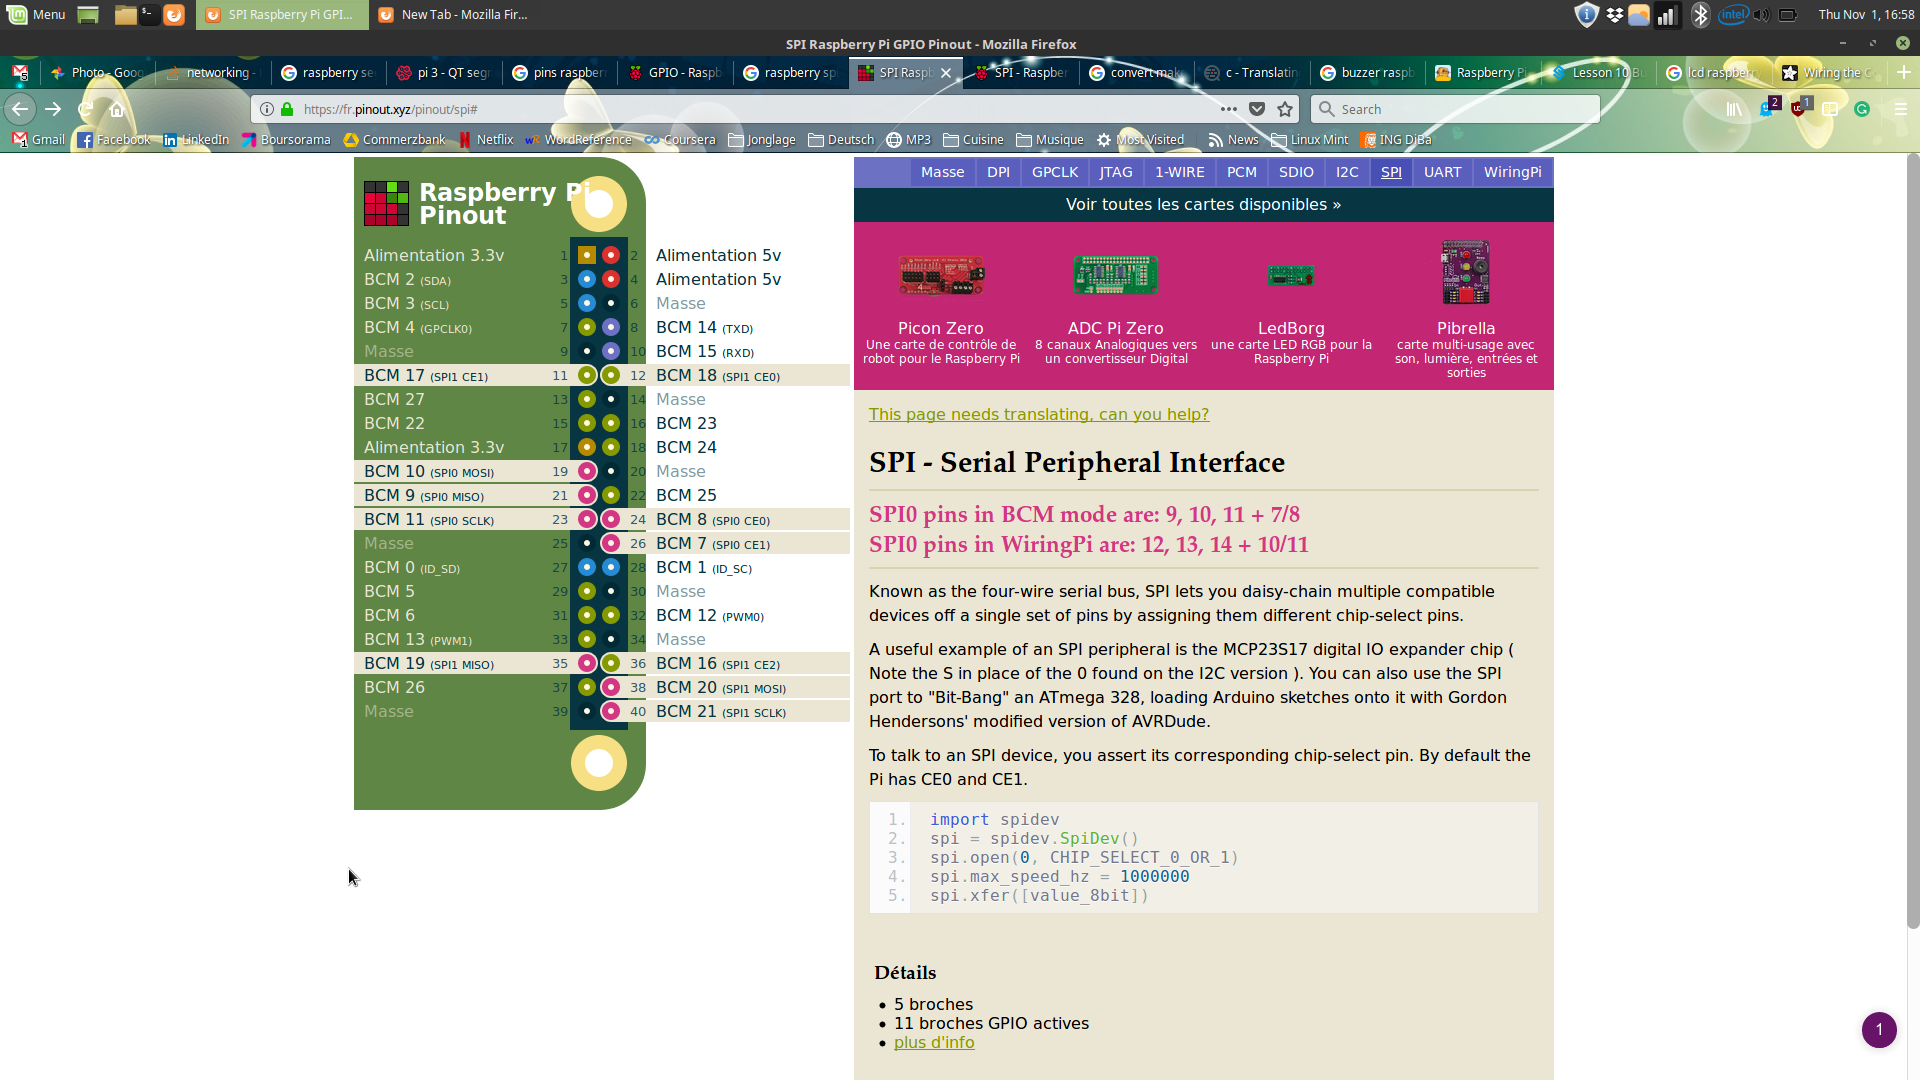 Menu
SPI Raspberry Pi GPI...
New Tab - Mozilla Fir...
Thu Nov 1, 16:58
SPI Raspberry Pi GPIO Pinout - Mozilla Firefox
Photo - Goog
networking -
raspberry se
pi 3 - QT seg
pins raspber
GPIO - Raspb
raspberry sp
SPI Rasp
SPI - Raspber
convert mak
c - Translatin
buzzer raspb
Raspberry Pi
Lesson 10 Bu
lcd raspberr
Wiring the C
https://fr.pinout.xyz/pinout/spi#
Search
2
1
Gmail
Facebook
LinkedIn
Boursorama
Commerzbank
Netflix
WordReference
Coursera
Jonglage
Deutsch
MP3
Cuisine
Musique
Most Visited
News
Linux Mint
ING DiBa
Raspberry Pi
Pinout
Alimentation 3.3v 1 2 Alimentation 5v
BCM 2 (SDA) 3 4 Alimentation 5v
BCM 3 (SCL) 5 6 Masse
BCM 4 (GPCLK0) 7 8 BCM 14 (TXD)
Masse 9 10 BCM 15 (RXD)
BCM 17 (SPI1 CE1) 11 12 BCM 18 (SPI1 CE0)
BCM 27 13 14 Masse
BCM 22 15 16 BCM 23
Alimentation 3.3v 17 18 BCM 24
BCM 10 (SPI0 MOSI) 19 20 Masse
BCM 9 (SPI0 MISO) 21 22 BCM 25
BCM 11 (SPI0 SCLK) 23 24 BCM 8 (SPI0 CE0)
Masse 25 26 BCM 7 (SPI0 CE1)
BCM 0 (ID_SD) 27 28 BCM 1 (ID_SC)
BCM 5 29 30 Masse
BCM 6 31 32 BCM 12 (PWM0)
BCM 13 (PWM1) 33 34 Masse
BCM 19 (SPI1 MISO) 35 36 BCM 16 (SPI1 CE2)
BCM 26 37 38 BCM 20 (SPI1 MOSI)
Masse 39 40 BCM 21 (SPI1 SCLK)
Masse DPI GPCLK JTAG 1-WIRE PCM SDIO I2C SPI UART WiringPi
Voir toutes les cartes disponibles »
Picon Zero
Une carte de contrôle de
robot pour le Raspberry Pi
ADC Pi Zero
8 canaux Analogiques vers
un convertisseur Digital
LedBorg
une carte LED RGB pour la
Raspberry Pi
Pibrella
carte multi-usage avec
son, lumière, entrées et
sorties
This page needs translating, can you help?
SPI - Serial Peripheral Interface
SPI0 pins in BCM mode are: 9, 10, 11 + 7/8
SPI0 pins in WiringPi are: 12, 13, 14 + 10/11
Known as the four-wire serial bus, SPI lets you daisy-chain multiple compatible
devices off a single set of pins by assigning them different chip-select pins.
A useful example of an SPI peripheral is the MCP23S17 digital IO expander chip (
Note the S in place of the 0 found on the I2C version ). You can also use the SPI
port to "Bit-Bang" an ATmega 328, loading Arduino sketches onto it with Gordon
Hendersons' modified version of AVRDude.
To talk to an SPI device, you assert its corresponding chip-select pin. By default the
Pi has CE0 and CE1.
1. import spidev
2. spi = spidev.SpiDev()
3. spi.open(0, CHIP_SELECT_0_OR_1)
4. spi.max_speed_hz = 1000000
5. spi.xfer([value_8bit])
Détails
• 5 broches
• 11 broches GPIO actives
• plus d'info
1